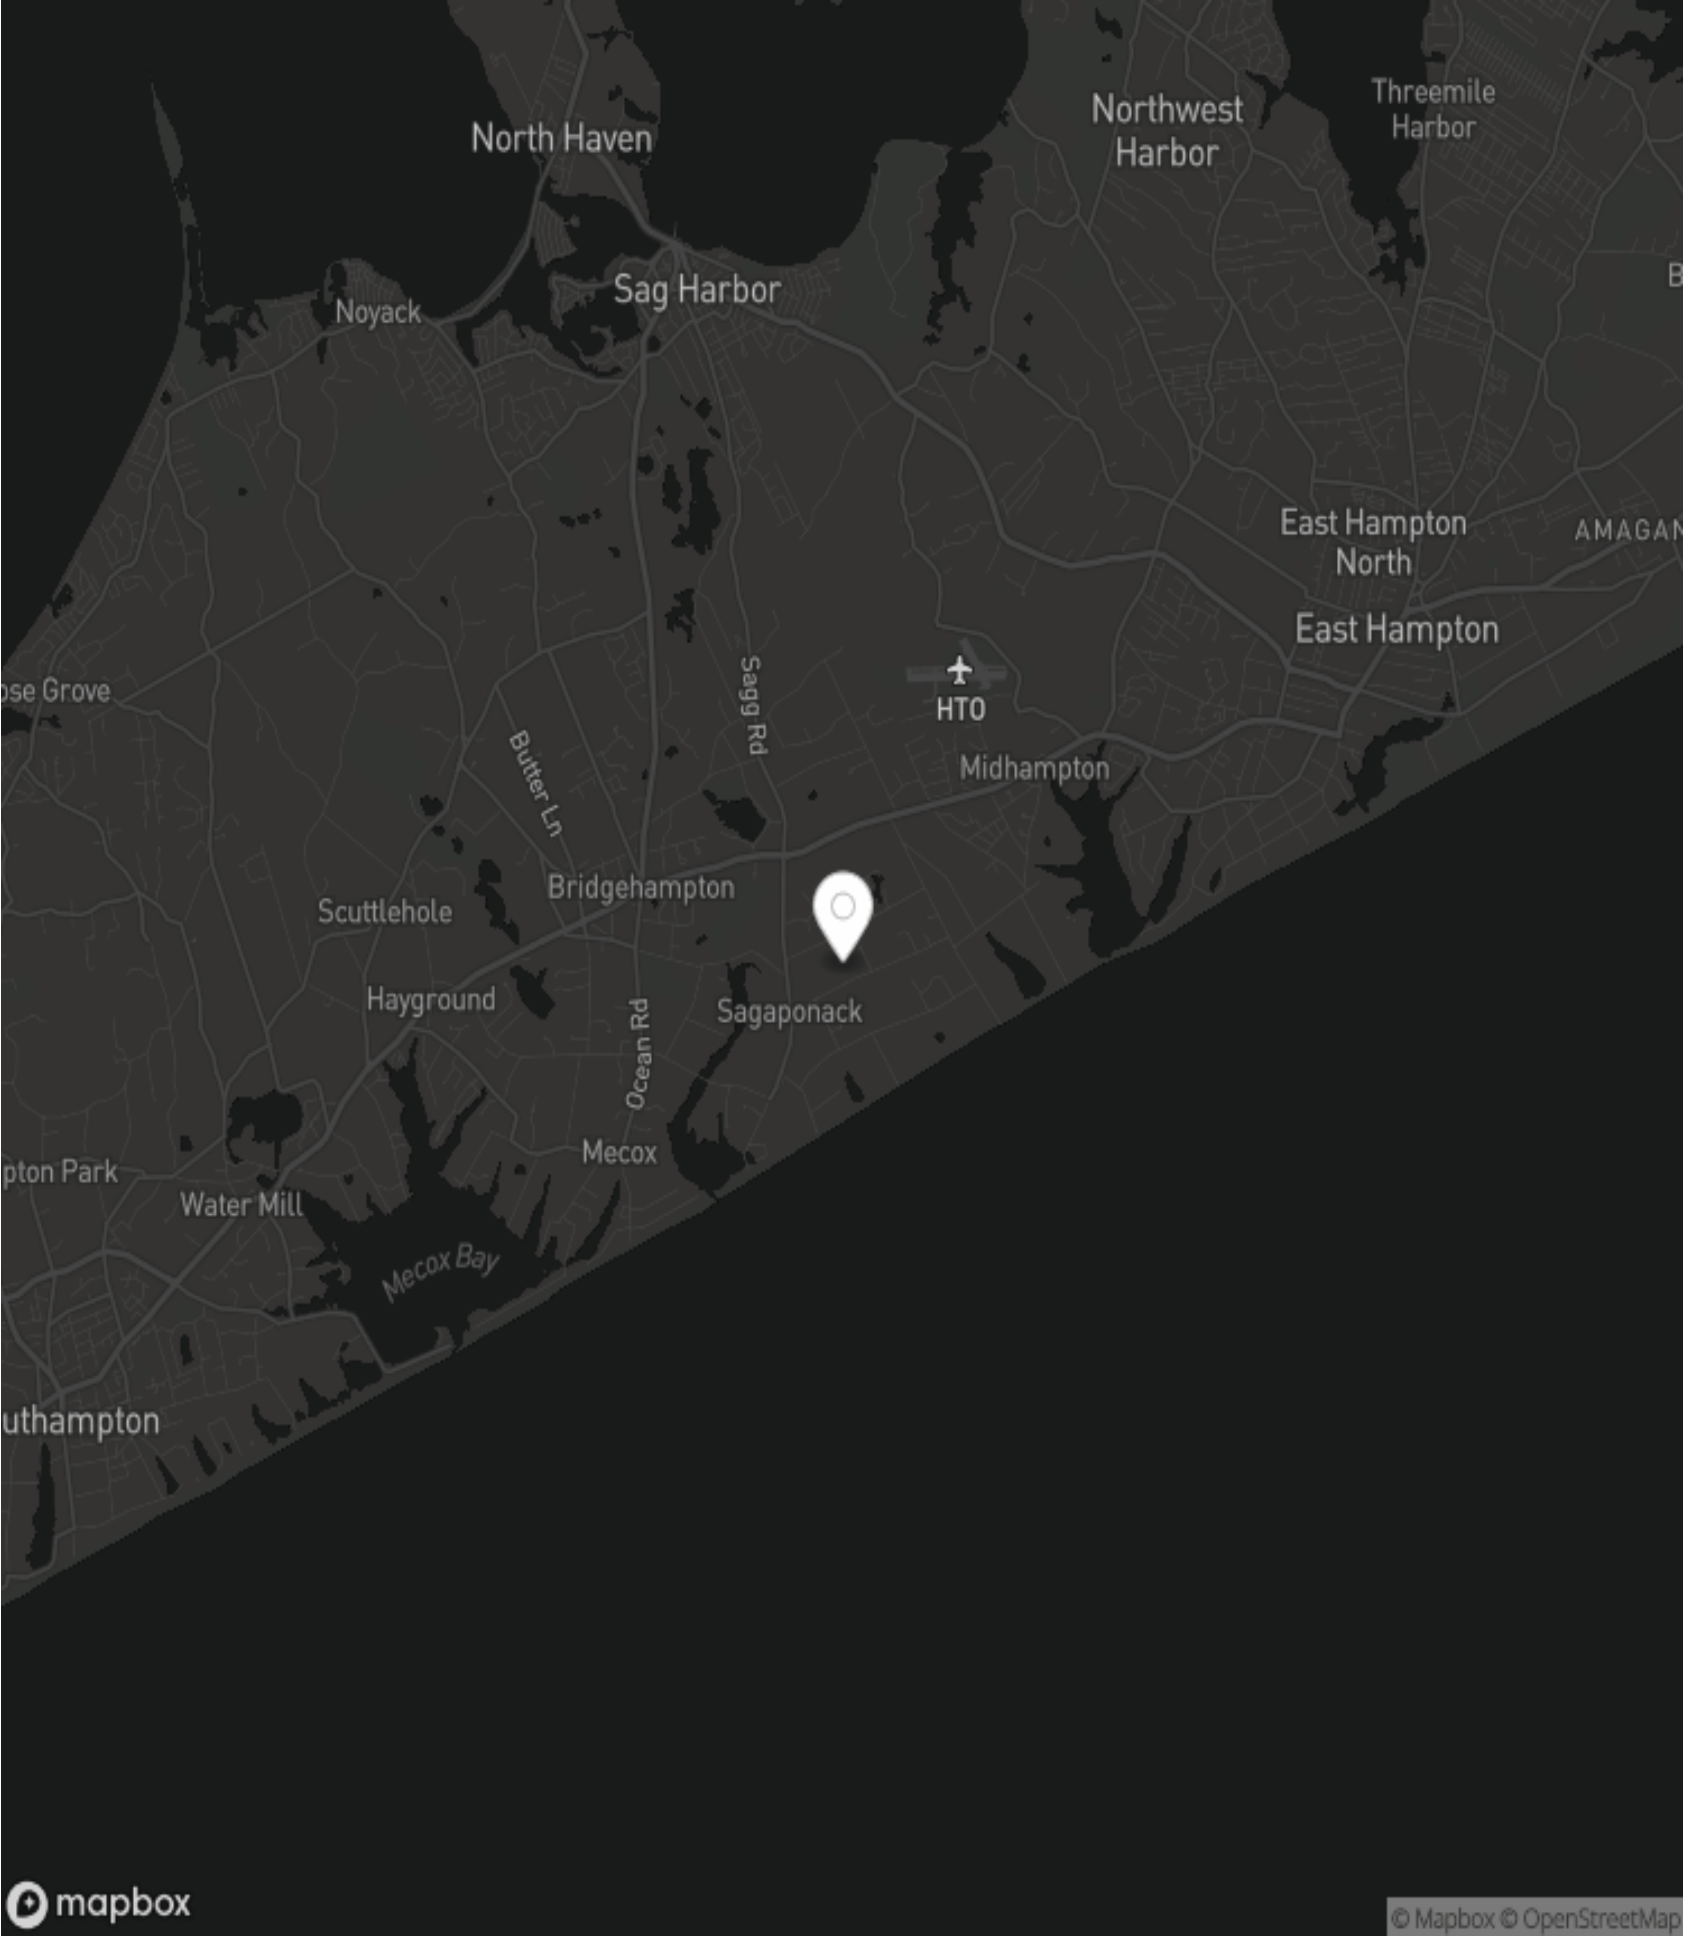 Threemile
Harbor
Northwest
Harbor
North Haven
B
Sag Harbor
Noyack
East Hampton
North
AMAGAN
East Hampton
Sagg Rd
ose Grove
HTO
Butter Ln
Midhampton
Bridgehampton
Scuttlehole
Hayground
Sagaponack
Ocean Rd
Mecox
pton Park
Water Mill
Mecox Bay
uthampton
mapbox
© Mapbox © OpenStreetMap